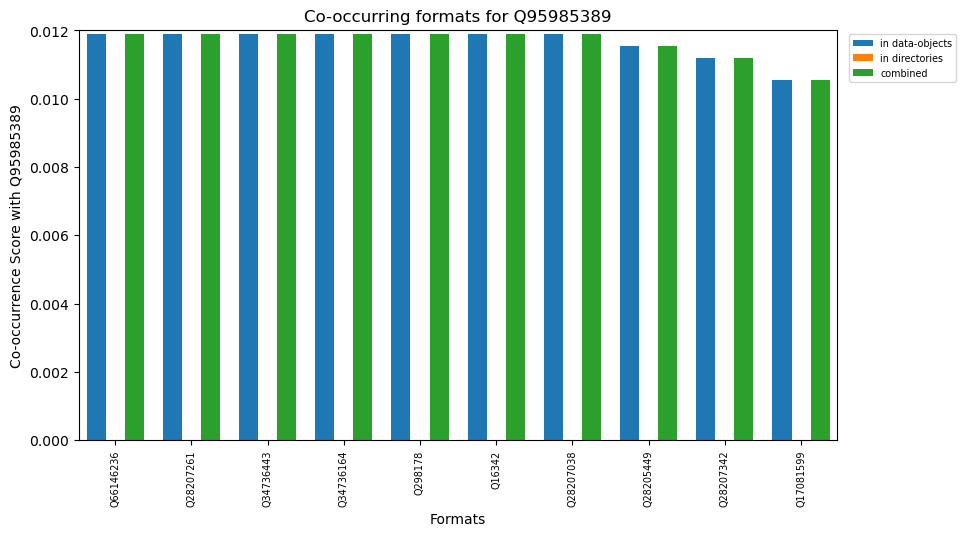 Co-occurring formats for Q95985389
in data-objects
in directories
combined
Co-occurrence Score with Q95985389
0.012
0.010
0.008
0.006
0.004
0.002
0.000
Q66146236
Q28207261
Q34736443
Q34736164
Q298178
Q16342
Q28207038
Q28205449
Q28207342
Q17081599
Formats